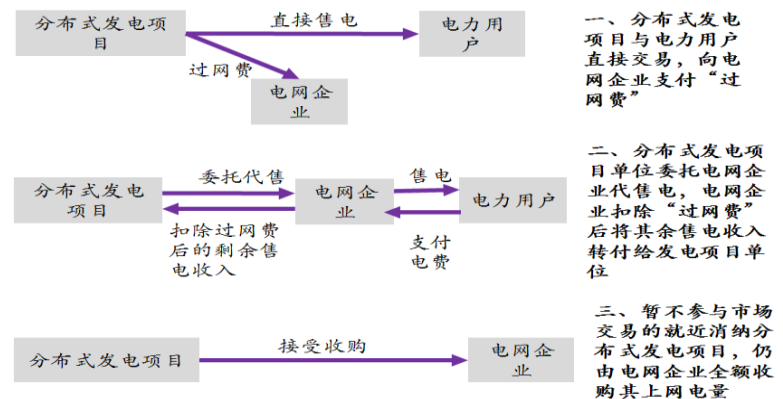 分布式发电项
目
直接售电
电力用
户
过网费
电网企
业
一、分布式发电
项目与电力用户
直接交易，向电
网企业支付“过
网费”
分布式发电
项目
委托代售
扣除过网费
后的剩余售
电收入
电网企
业
售电
支付
电费
电力用户
二、分布式发电项
目单位委托电网企
业代售电，电网企
业扣除“过网费”
后将其余售电收入
转付给发电项目单
位
分布式发电项目
接受收购
电网企
业
三、暂不参与市场
交易的就近消纳分
布式发电项目，仍
由电网企业全额收
购其上网电量